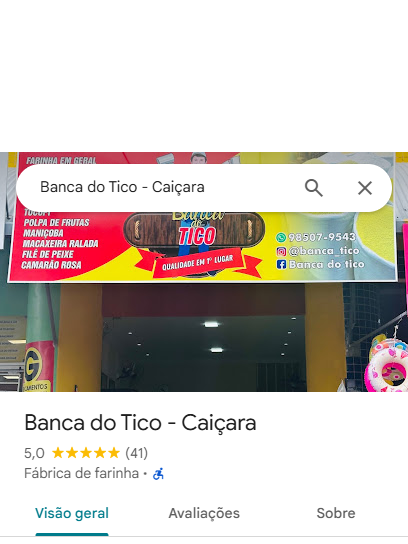 FARINHA EM GERAL
Banca do Tico - Caiçara
TUCUPI
POLPA DE FRUTAS
MANIÇOBA
MACAXEIRA RALADA
FILÉ DE PEIXE
CAMARÃO ROSA
Banca
do
TICO
QUALIDADE EM 1º LUGAR
98507-9543
@banca_tico
Banca do tico
G
Banca do Tico - Caiçara
5,0 ★★★★★ (41)
Fábrica de farinha •
Visão geral
Avaliações
Sobre